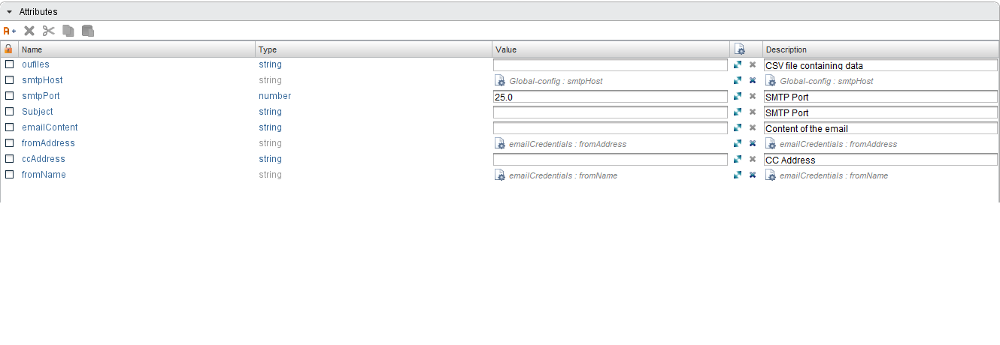 Attributes
Name Type Value Description
oufiles string CSV file containing data
smtpHost string Global-config : smtpHost Global-config : smtpHost
smtpPort number 25.0 SMTP Port
Subject string SMTP Port
emailContent string Content of the email
fromAddress string emailCredentials : fromAddress emailCredentials : fromAddress
ccAddress string CC Address
fromName string emailCredentials : fromName emailCredentials : fromName